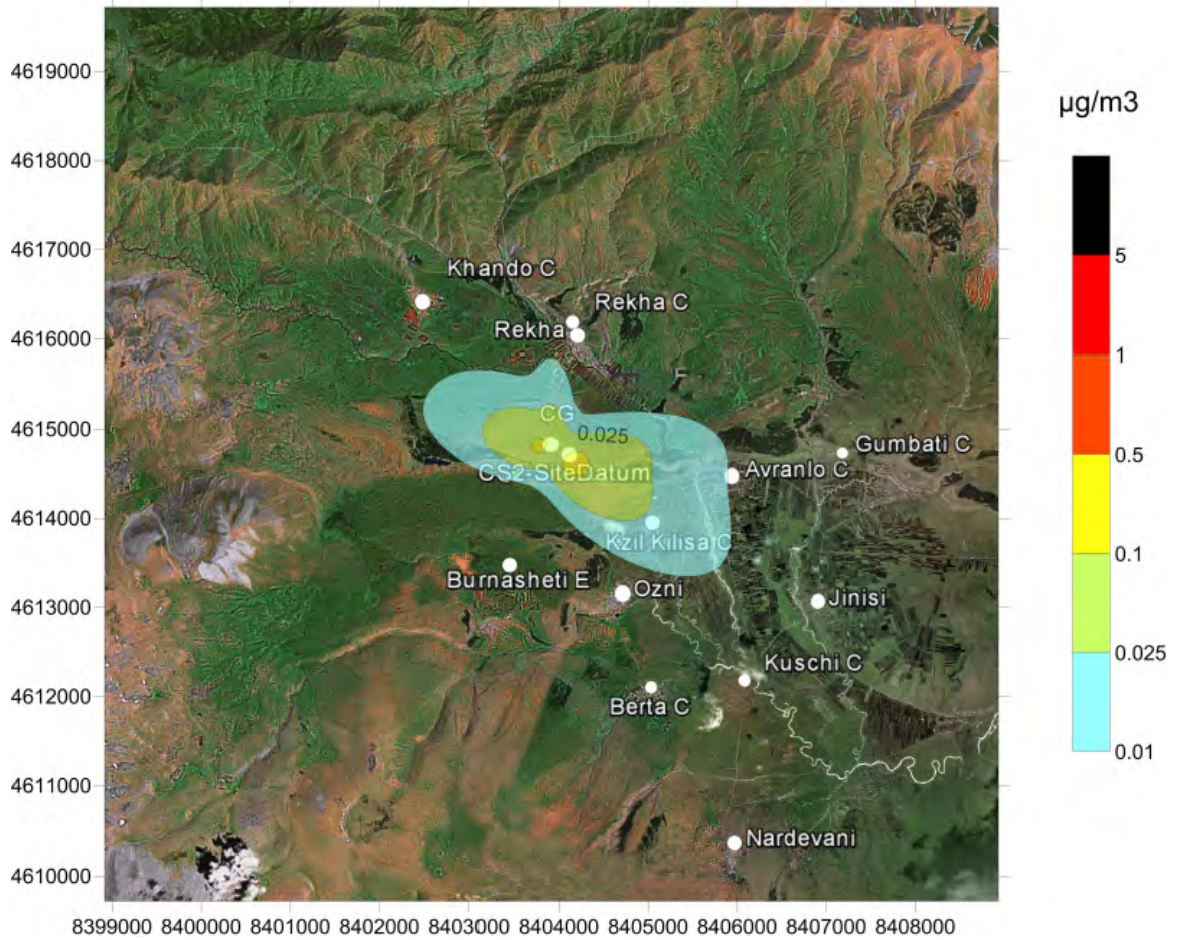 4619000
4618000
4617000
4616000
4615000
4614000
4613000
4612000
4611000
4610000
µg/m3
5
1
0.5
0.1
0.025
0.01
Khando C
Rekha C
Rekha
CG
0.025
Gumbati C
CS2-SiteDatum
Avranlo C
Kzil Kilisa C
Burnasheti E
Ozni
Jinisi
Kuschi C
Berta C
Nardevani
8399000 8400000 8401000 8402000 8403000 8404000 8405000 8406000 8407000 8408000